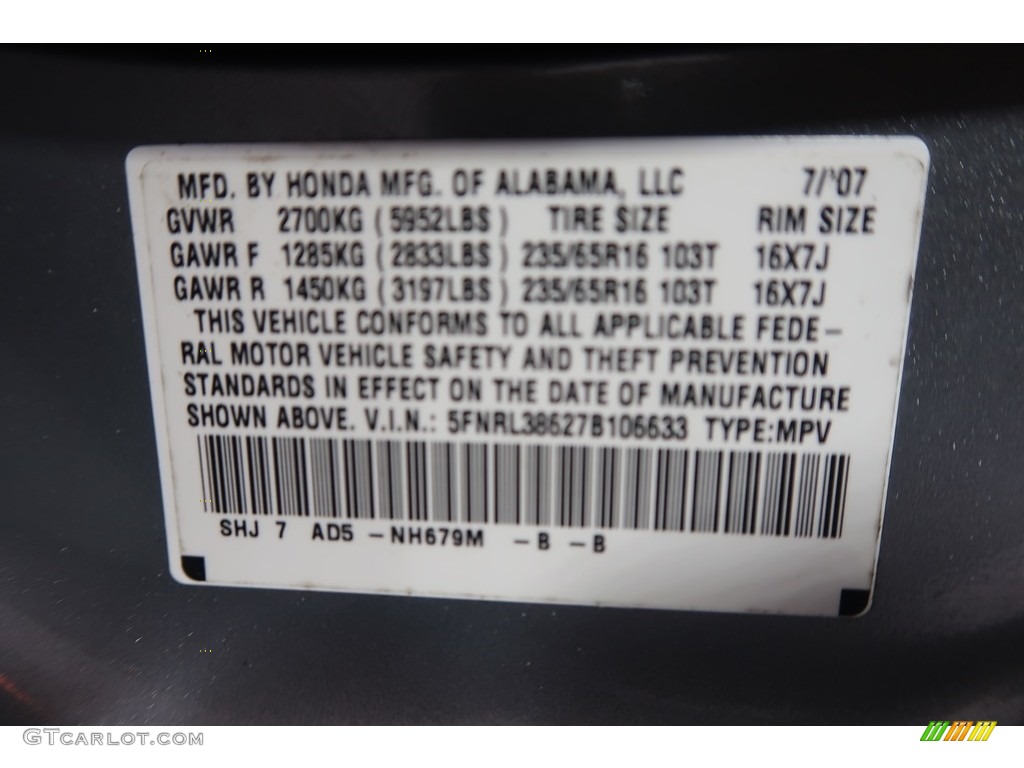 MFD. BY HONDA MFG. OF ALABAMA, LLC 7/'07
GVWR 2700KG (5952LBS) TIRE SIZE RIM SIZE
GAWR F 1285KG (2833LBS) 235/65R16 103T 16X7J
GAWR R 1450KG (3197LBS) 235/65R16 103T 16X7J
THIS VEHICLE CONFORMS TO ALL APPLICABLE FEDE-
RAL MOTOR VEHICLE SAFETY AND THEFT PREVENTION
STANDARDS IN EFFECT ON THE DATE OF MANUFACTURE
SHOWN ABOVE. V.I.N.: 5FNRL38627B106633 TYPE:MPV
SHJ 7 AD5 -NH679M -B -B
GTCarlot.com